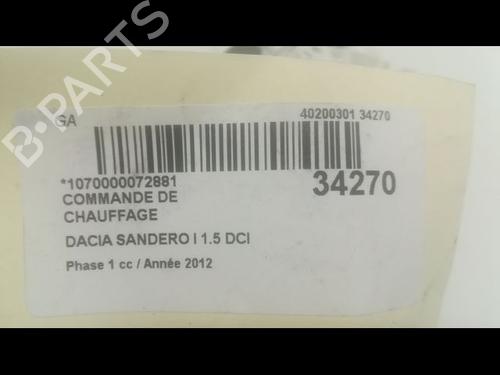 B-PARTS
GA
40200301 34270
*1070000072881
34270
COMMANDE DE
CHAUFFAGE
DACIA SANDERO I 1.5 DCI
Phase 1 cc / Année 2012